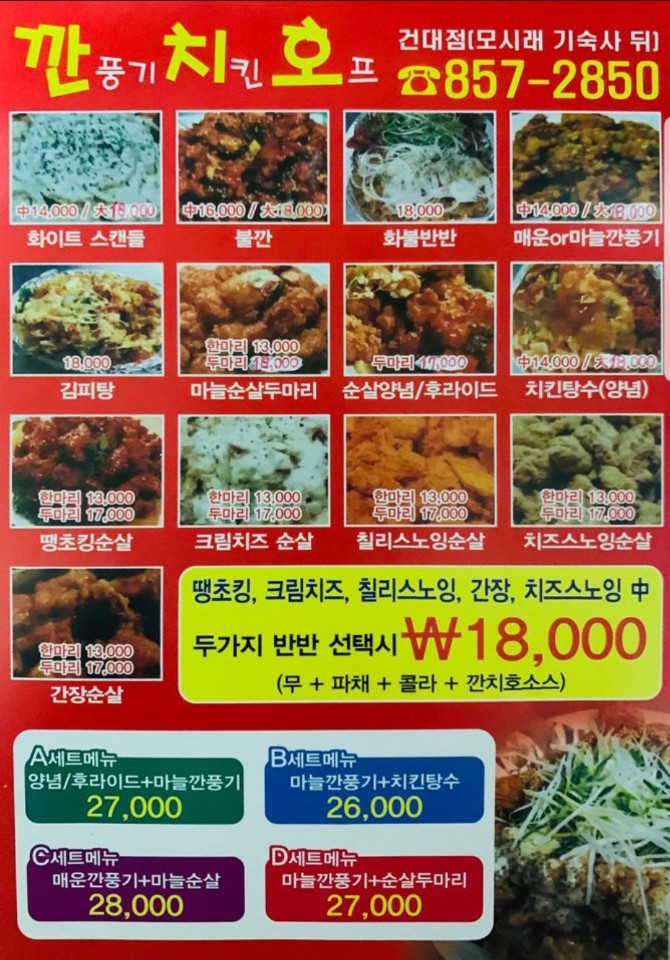 깐풍기치킨호프
건대점(모시래 기숙사 뒤)
☎857-2850
中14,000 / 大
中16,000 / 大18,000
18,000
中14,000 / 大
화이트 스캔들
불깐
화불반반
매운or마늘깐풍기
18,000
한마리 13,000
두마리
두마리
中14,000 / 大
김피탕
마늘순살두마리
순살양념/후라이드
치킨탕수(양념)
한마리 13,000
두마리 17,000
한마리 13,000
두마리 17,000
한마리 13,000
두마리 17,000
한마리 13,000
두마리 17,000
땡초킹순살
크림치즈 순살
칠리스노잉순살
치즈스노잉순살
한마리 13,000
두마리 17,000
간장순살
땡초킹, 크림치즈, 칠리스노잉, 간장, 치즈스노잉 中
두가지 반반 선택시 ₩18,000
(무 + 파채 + 콜라 + 깐치호소스)
A세트메뉴
양념/후라이드+마늘깐풍기
27,000
B세트메뉴
마늘깐풍기+치킨탕수
26,000
C세트메뉴
매운깐풍기+마늘순살
28,000
D세트메뉴
마늘깐풍기+순살두마리
27,000